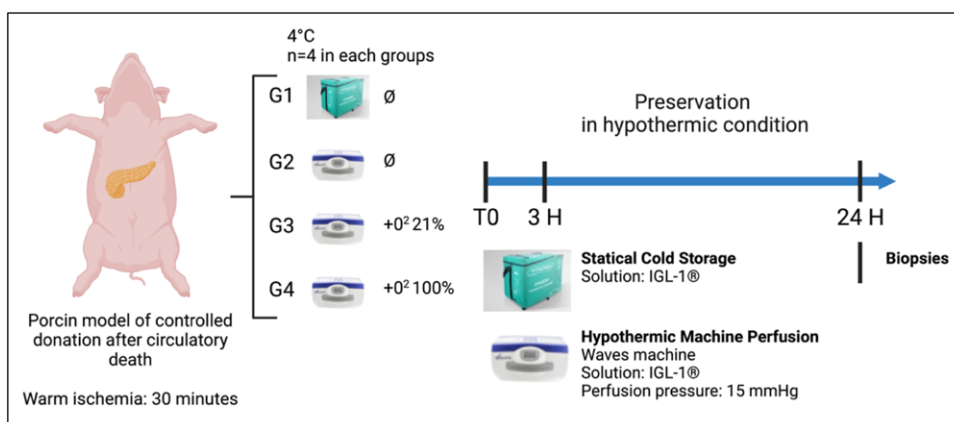 4°C
n=4 in each groups
G1
Ø
G2
Ø
G3
+0² 21%
G4
+0² 100%
Porcin model of controlled
donation after circulatory
death
Warm ischemia: 30 minutes
Preservation
in hypothermic condition
T0
3 H
24 H
Statical Cold Storage
Solution: IGL-1®
Biopsies
Hypothermic Machine Perfusion
Waves machine
Solution: IGL-1®
Perfusion pressure: 15 mmHg